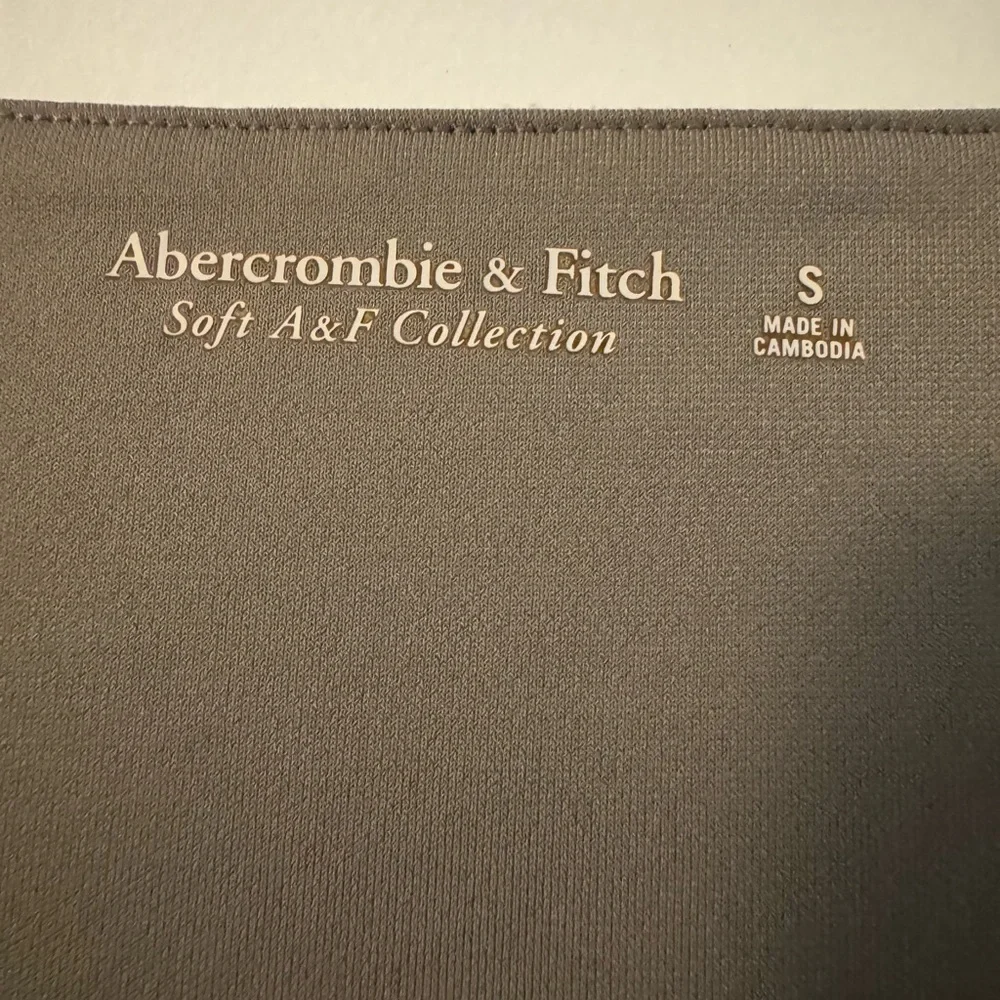 Abercrombie & Fitch
Soft A&F Collection
S
MADE IN
CAMBODIA